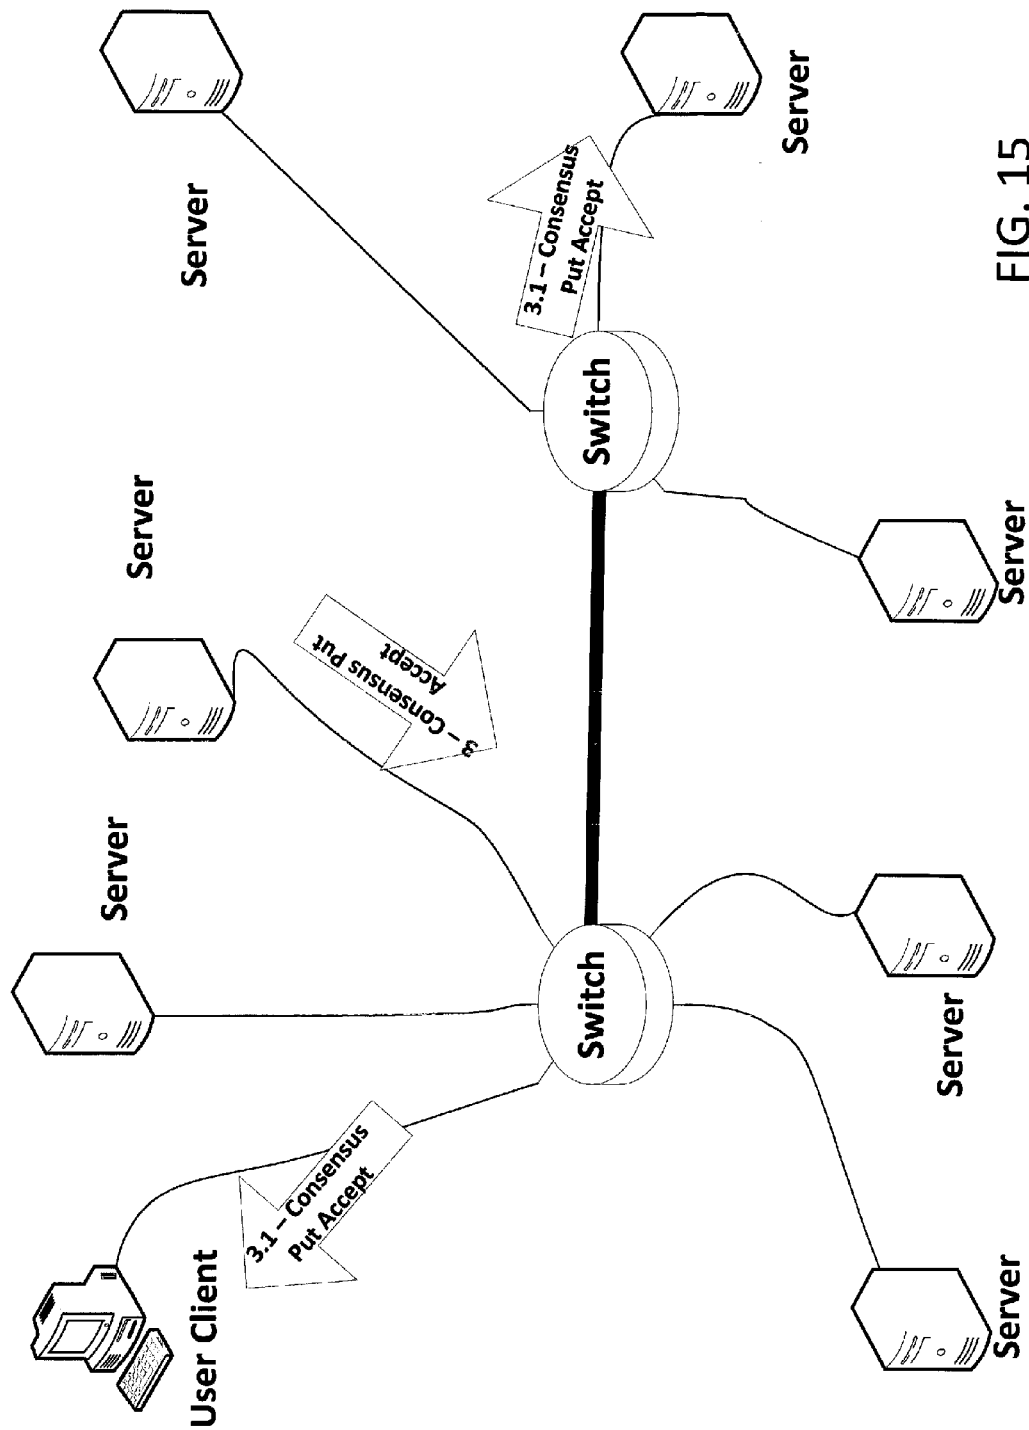 Server
Server
Server
User Client
3.1 – Consensus
Put Accept
3 – Consensus Put
Accept
3.1 – Consensus
Put Accept
Switch
Switch
Server
Server
Server
Server
FIG. 15